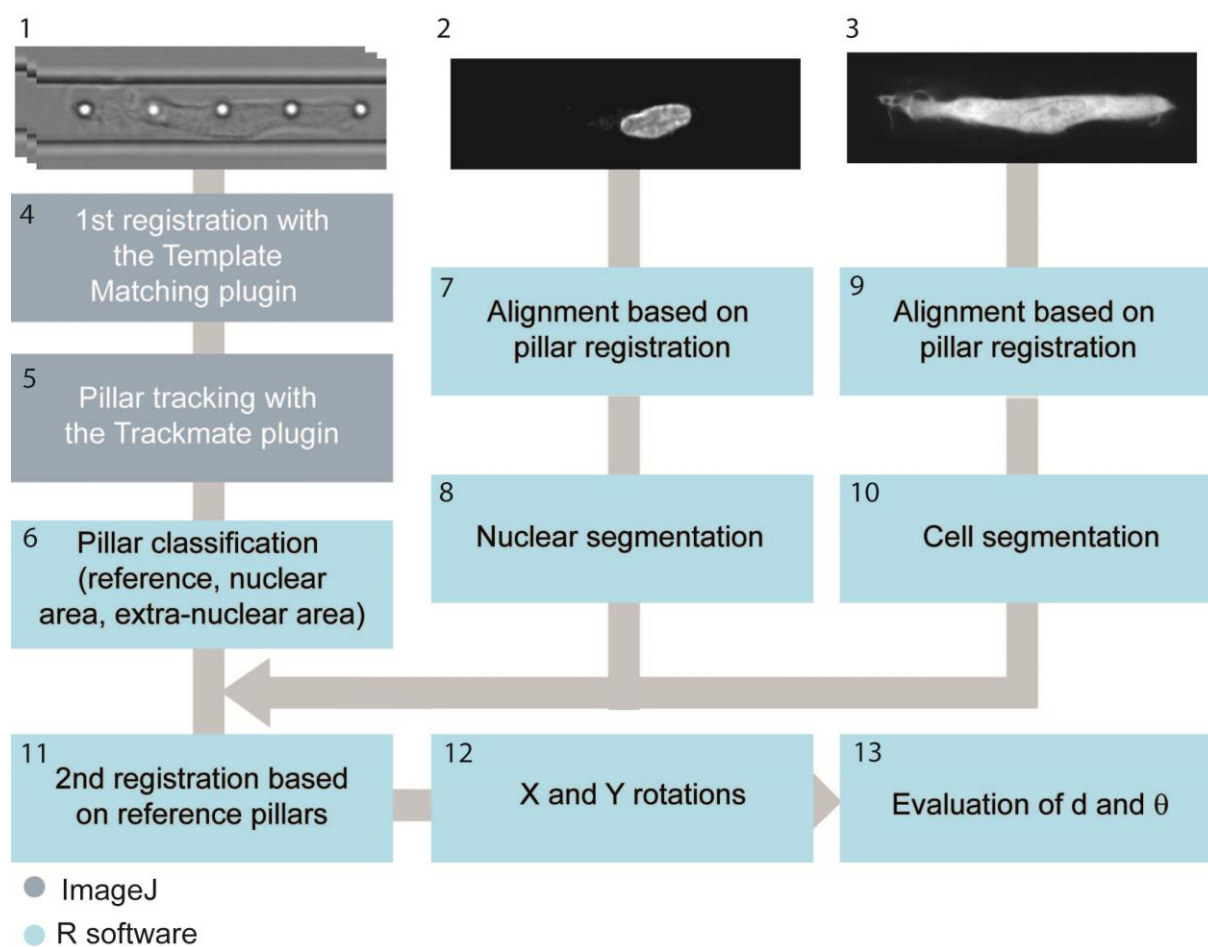 1
2
3
4
1st registration with
the Template
Matching plugin
5
Pillar tracking with
the Trackmate plugin
6
Pillar classification
(reference, nuclear
area, extra-nuclear area)
7
Alignment based on
pillar registration
8
Nuclear segmentation
9
Alignment based on
pillar registration
10
Cell segmentation
11
2nd registration based
on reference pillars
12
X and Y rotations
13
Evaluation of d and θ
ImageJ
R software